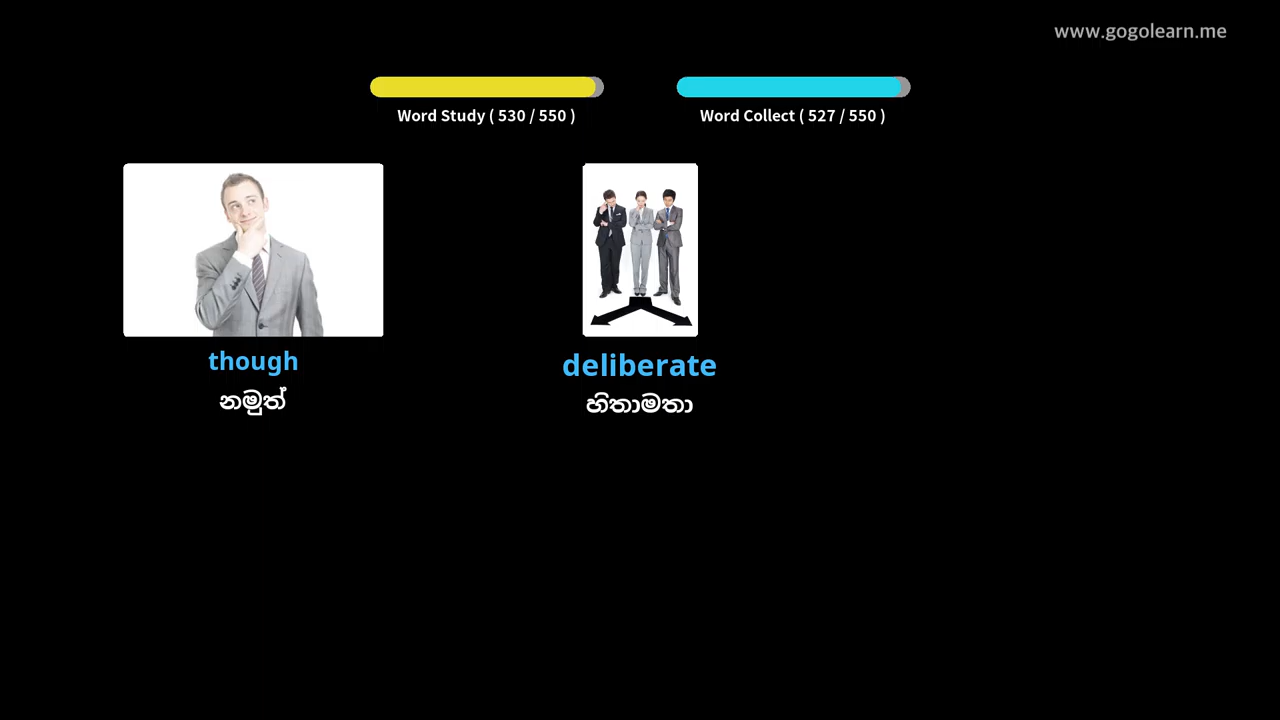 www.gogolearn.me
Word Study ( 530 / 550 )
Word Collect ( 527 / 550 )
though
නමුත්
deliberate
හිතාමතා